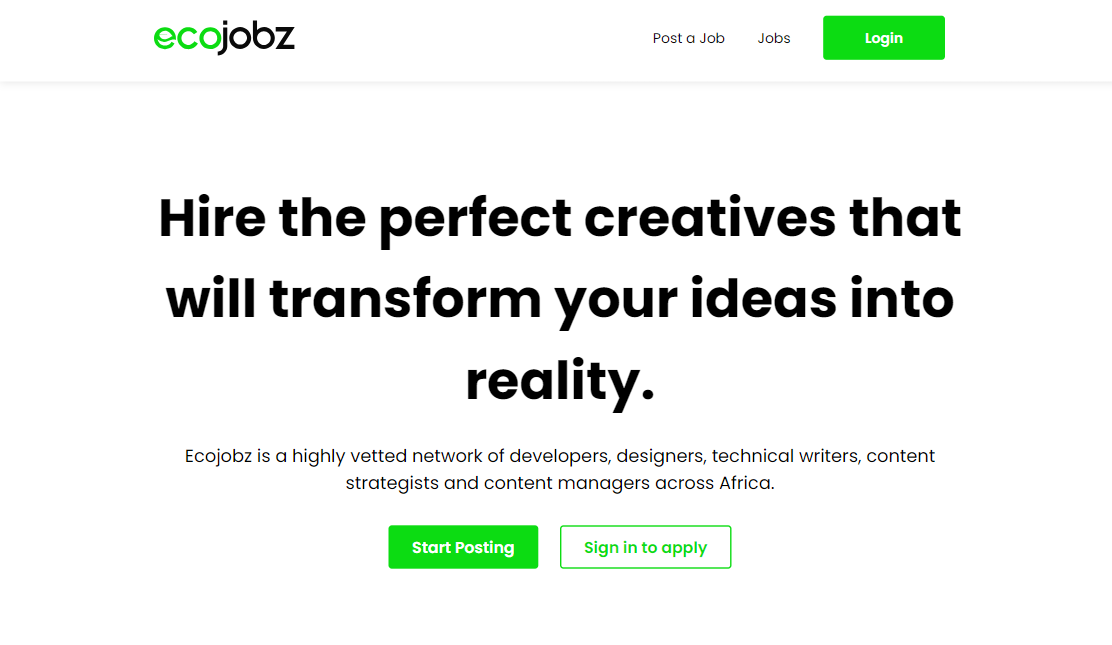 ecojobz
Post a Job
Jobs
Login
Hire the perfect creatives that
will transform your ideas into
reality.
Ecojobz is a highly vetted network of developers, designers, technical writers, content
strategists and content managers across Africa.
Start Posting
Sign in to apply